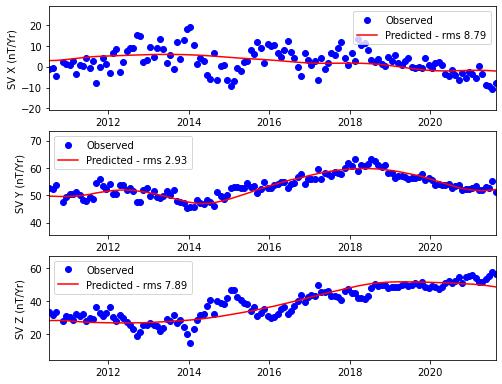 SV X (nT/Yr)
20
10
0
−10
−20
Observed
Predicted - rms 8.79
2012 2014 2016 2018 2020
SV Y (nT/Yr)
70
60
50
40
Observed
Predicted - rms 2.93
2012 2014 2016 2018 2020
SV Z (nT/Yr)
60
40
20
Observed
Predicted - rms 7.89
2012 2014 2016 2018 2020